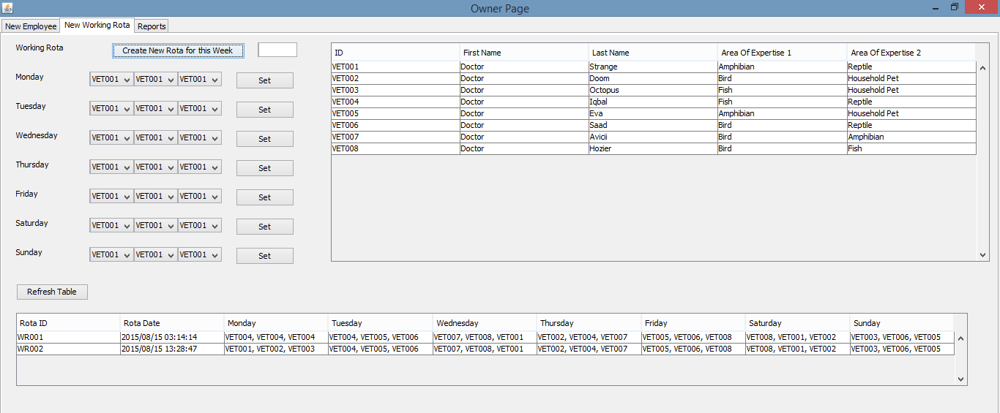 Owner Page
New Employee New Working Rota Reports
Working Rota Create New Rota for this Week
Monday VET001 VET001 VET001 Set
Tuesday VET001 VET001 VET001 Set
Wednesday VET001 VET001 VET001 Set
Thursday VET001 VET001 VET001 Set
Friday VET001 VET001 VET001 Set
Saturday VET001 VET001 VET001 Set
Sunday VET001 VET001 VET001 Set
ID First Name Last Name Area Of Expertise 1 Area Of Expertise 2
VET001 Doctor Strange Amphibian Reptile
VET002 Doctor Doom Bird Household Pet
VET003 Doctor Octopus Fish Household Pet
VET004 Doctor Iqbal Fish Reptile
VET005 Doctor Eva Amphibian Household Pet
VET006 Doctor Saad Bird Reptile
VET007 Doctor Avicii Bird Amphibian
VET008 Doctor Hozier Bird Fish
Refresh Table
Rota ID Rota Date Monday Tuesday Wednesday Thursday Friday Saturday Sunday
WR001 2015/08/15 03:14:14 VET004, VET004, VET004 VET004, VET005, VET006 VET007, VET008, VET001 VET002, VET004, VET007 VET005, VET006, VET008 VET008, VET001, VET002 VET003, VET006, VET005
WR002 2015/08/15 13:28:47 VET001, VET002, VET003 VET004, VET005, VET006 VET007, VET008, VET001 VET002, VET004, VET007 VET005, VET006, VET008 VET008, VET001, VET002 VET003, VET006, VET005